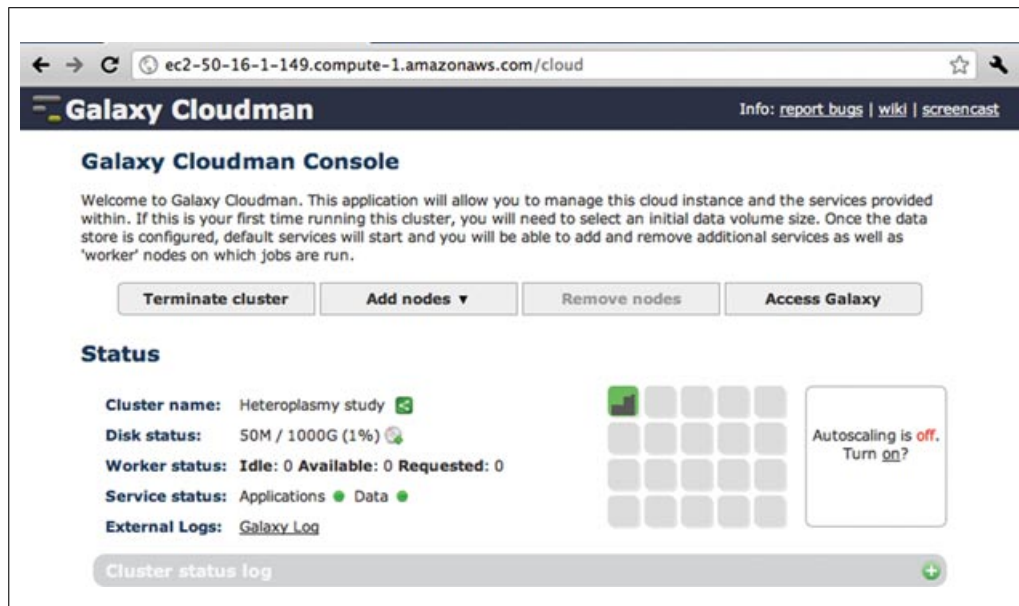 ec2-50-16-1-149.compute-1.amazonaws.com/cloud
Galaxy Cloudman
Info: report bugs | wiki | screencast
Galaxy Cloudman Console
Welcome to Galaxy Cloudman. This application will allow you to manage this cloud instance and the services provided
within. If this is your first time running this cluster, you will need to select an initial data volume size. Once the data
store is configured, default services will start and you will be able to add and remove additional services as well as
'worker' nodes on which jobs are run.
Terminate cluster
Add nodes ▼
Remove nodes
Access Galaxy
Status
Cluster name: Heteroplasmy study
Disk status: 50M / 1000G (1%)
Worker status: Idle: 0 Available: 0 Requested: 0
Service status: Applications Data
External Logs: Galaxy Log
Autoscaling is off.
Turn on?
Cluster status log